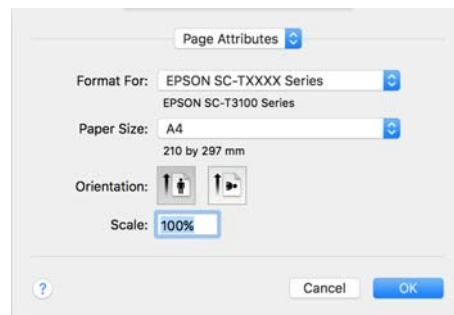 Page Attributes
Format For: EPSON SC-TXXXX Series
EPSON SC-T3100 Series
Paper Size: A4
210 by 297 mm
Orientation:
Scale: 100%
? Cancel OK